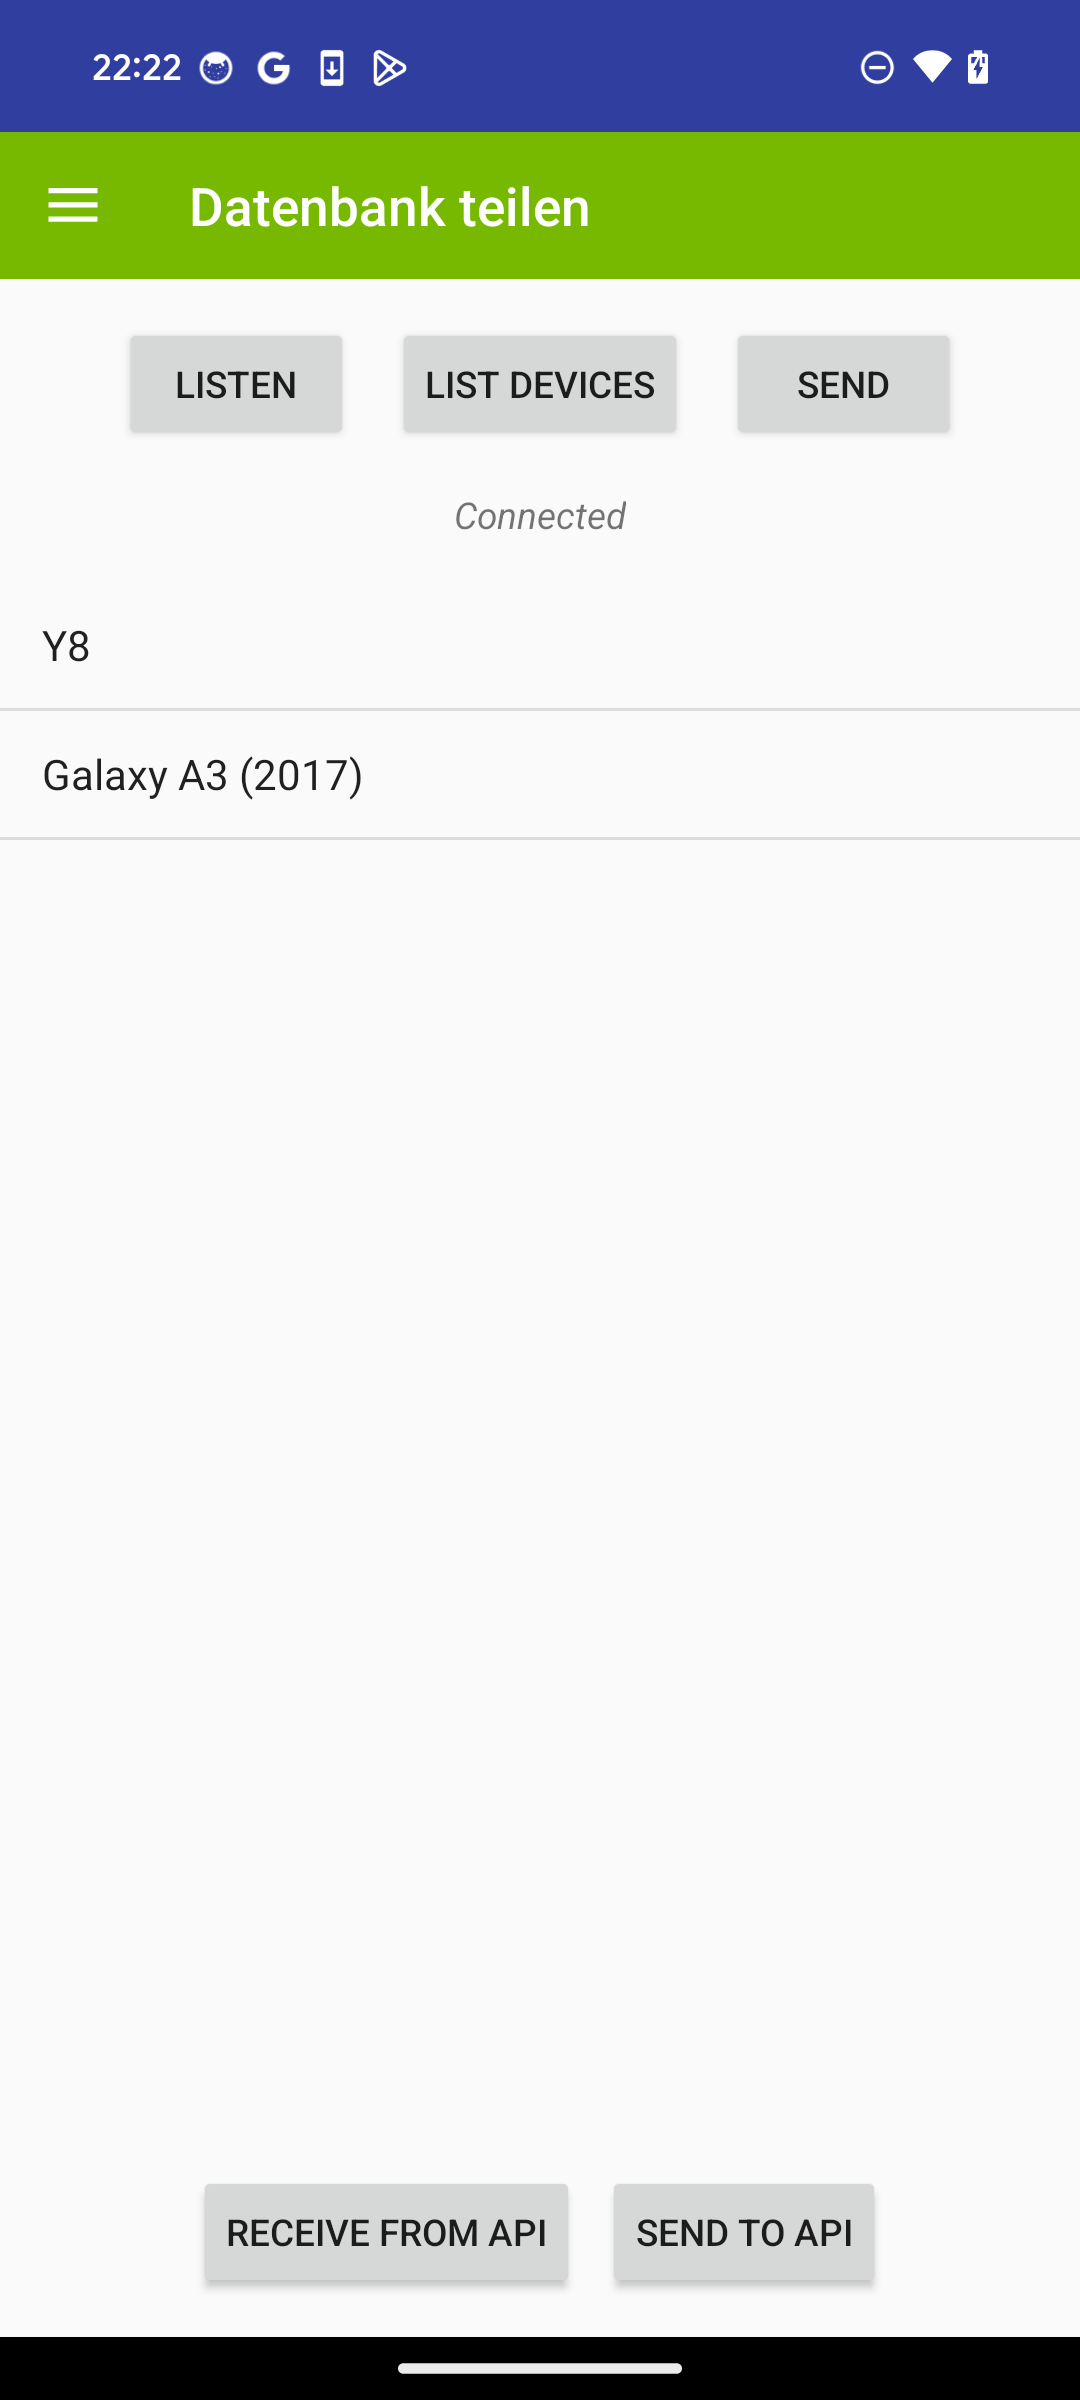 22:22
Datenbank teilen
LISTEN
LIST DEVICES
SEND
Connected
Y8
Galaxy A3 (2017)
RECEIVE FROM API
SEND TO API